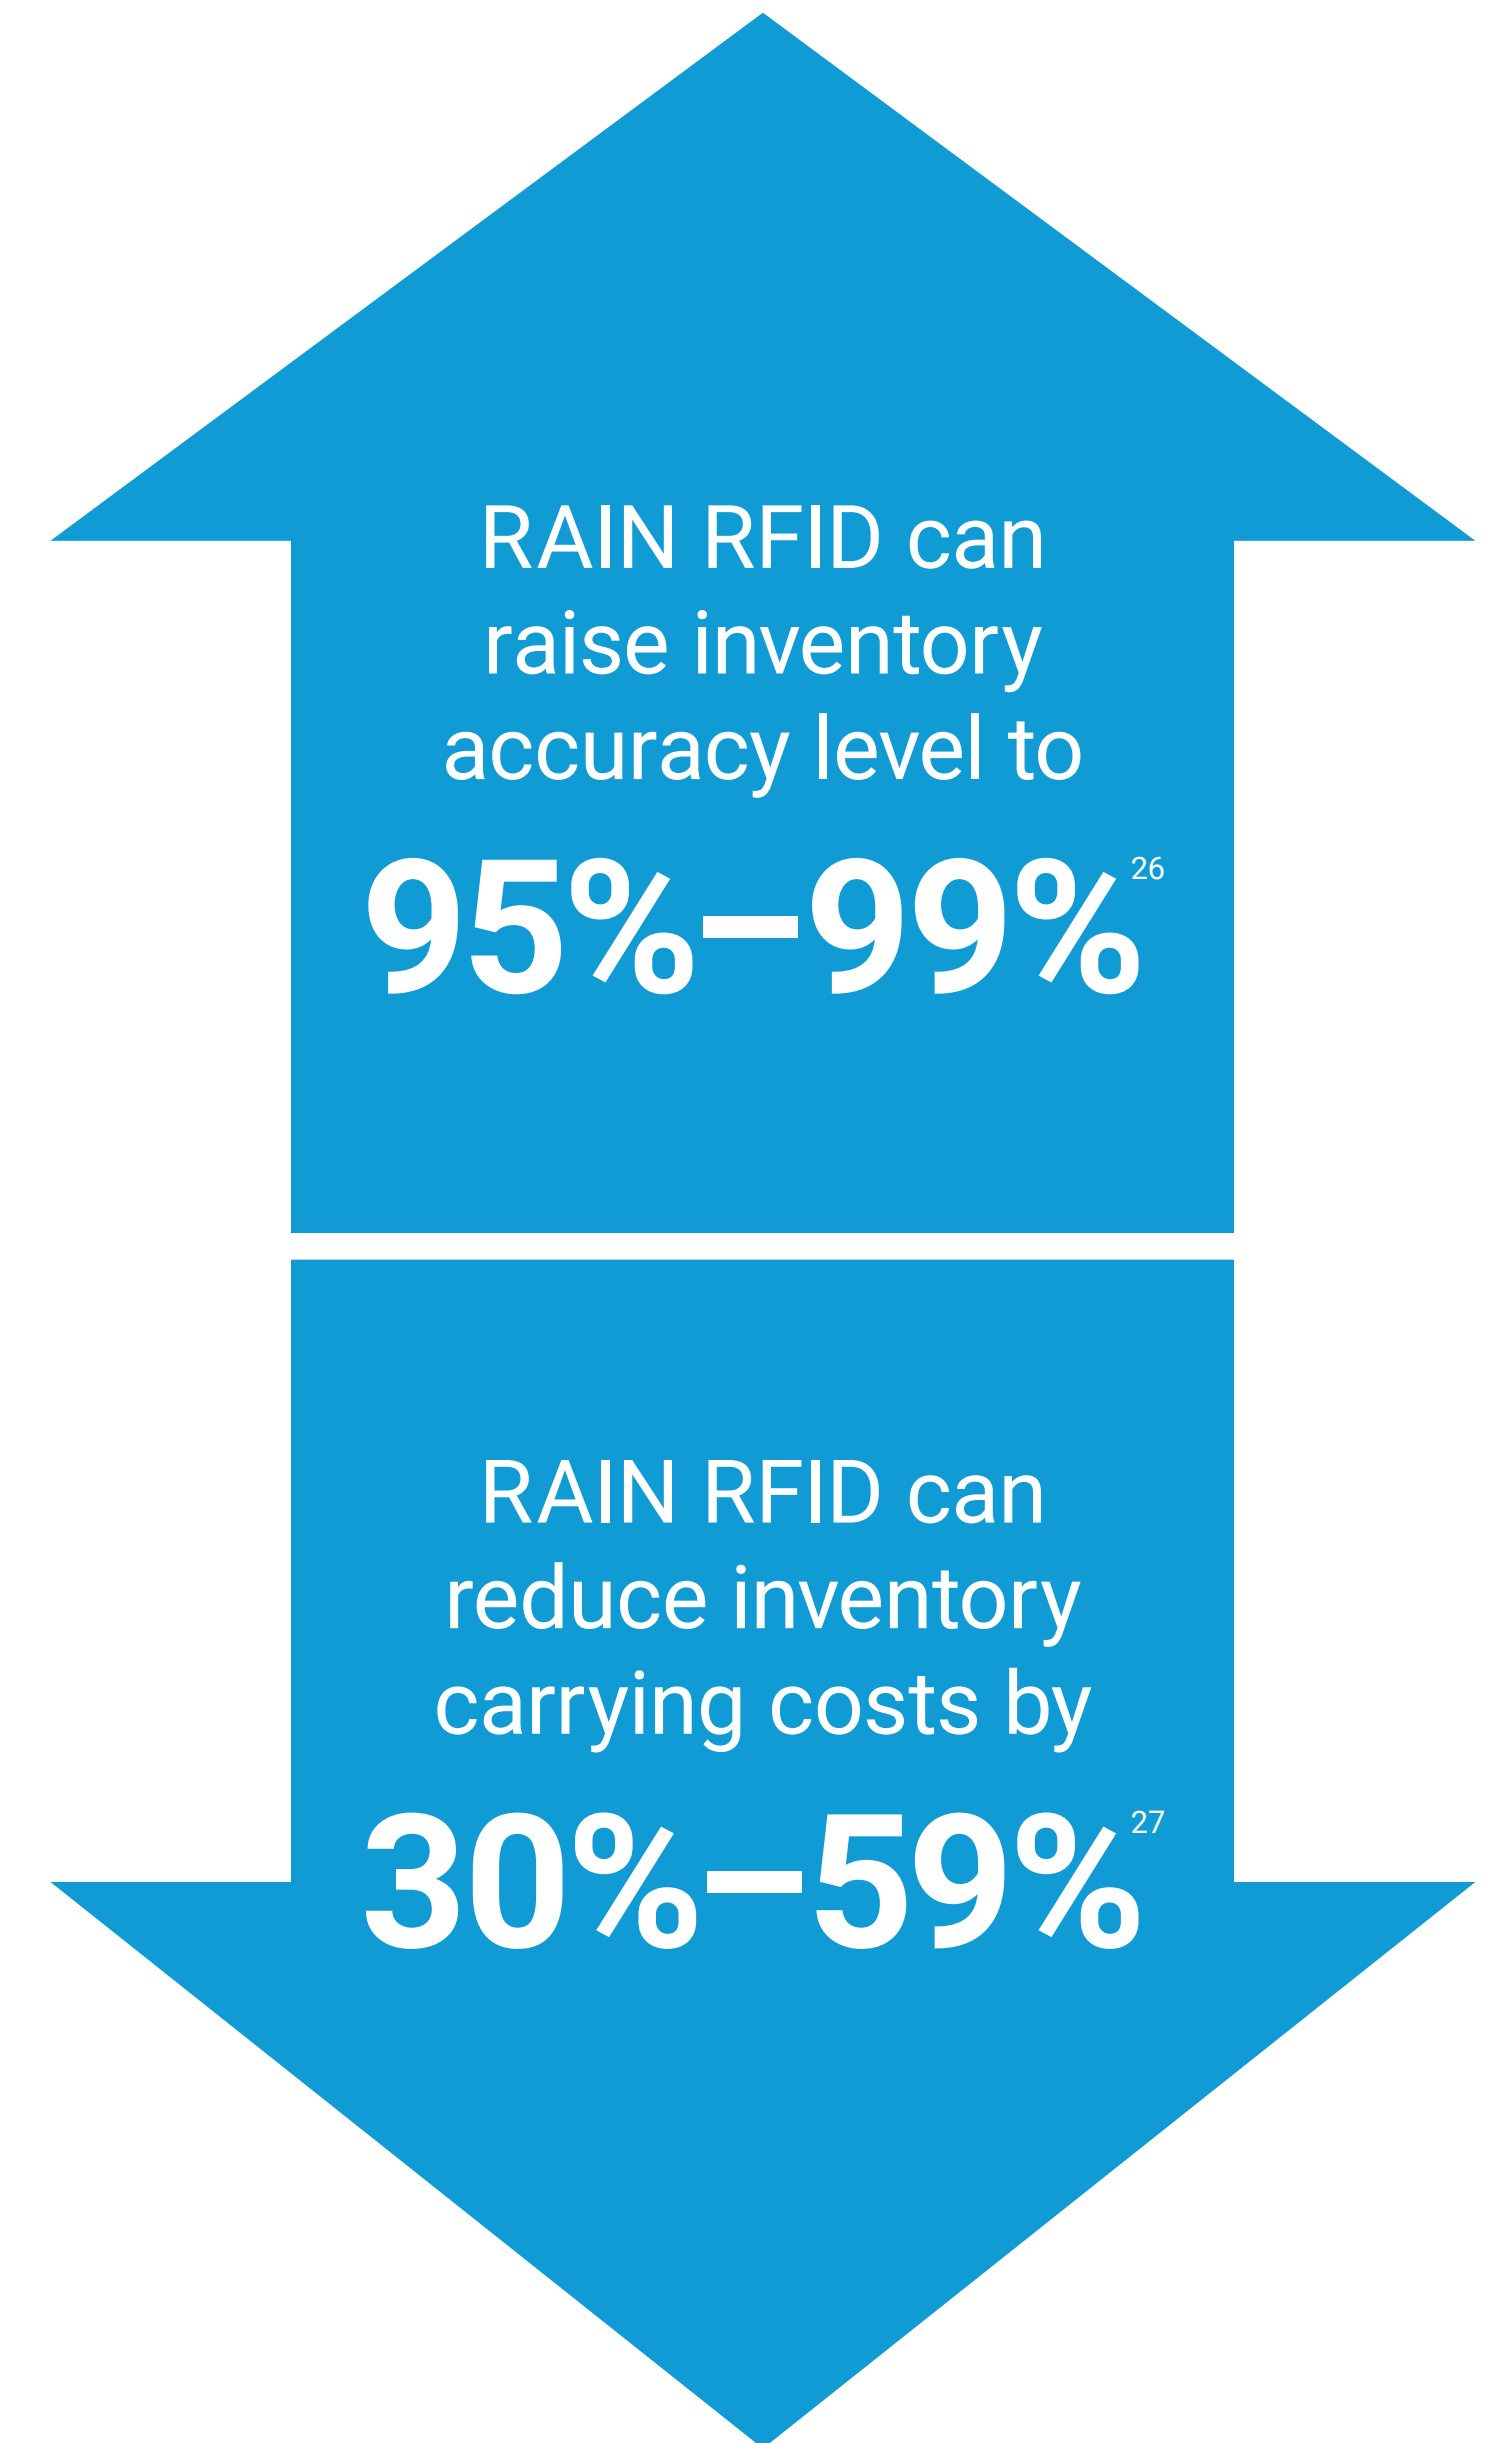 RAIN RFID can
raise inventory
accuracy level to
95%–99%26
RAIN RFID can
reduce inventory
carrying costs by
30%–59%27